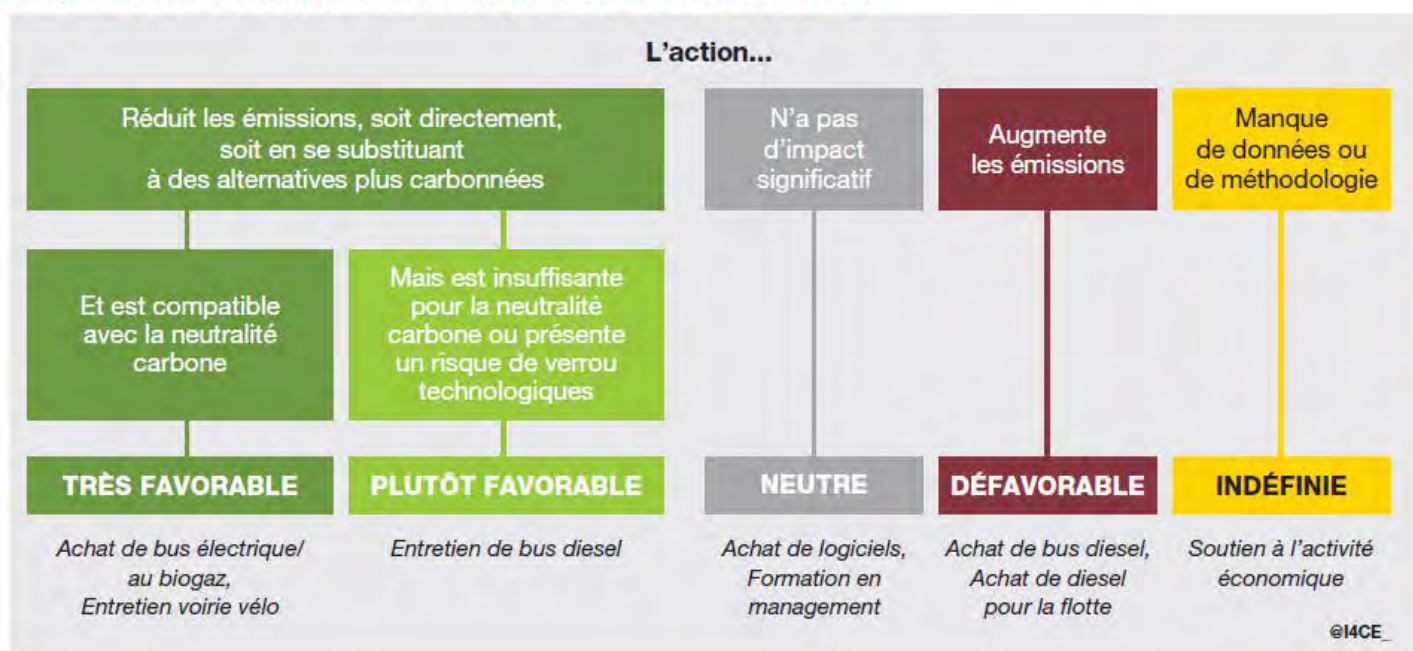 L'action...
Réduit les émissions, soit directement,
soit en se substituant
à des alternatives plus carbonnées
N'a pas
d'impact
significatif
Augmente
les émissions
Manque
de données ou
de méthodologie
Et est compatible
avec la neutralité
carbone
Mais est insuffisante
pour la neutralité
carbone ou présente
un risque de verrou
technologiques
TRÈS FAVORABLE
PLUTÔT FAVORABLE
NEUTRE
DÉFAVORABLE
INDÉFINIE
Achat de bus électrique/
au biogaz,
Entretien voirie vélo
Entretien de bus diesel
Achat de logiciels,
Formation en
management
Achat de bus diesel,
Achat de diesel
pour la flotte
Soutien à l'activité
économique
@I4CE_